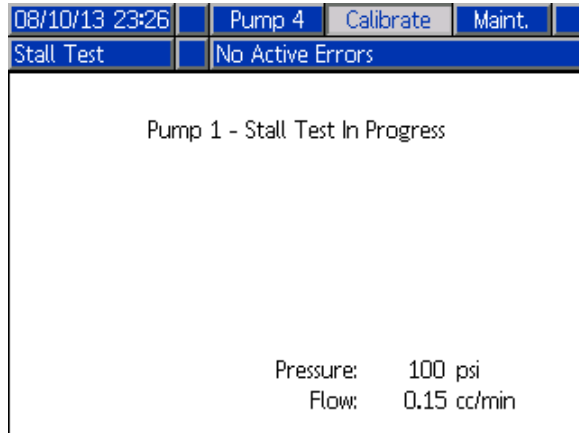 08/10/13 23:26 Pump 4 Calibrate Maint.
Stall Test No Active Errors
Pump 1 - Stall Test In Progress
Pressure: 100 psi
Flow: 0.15 cc/min